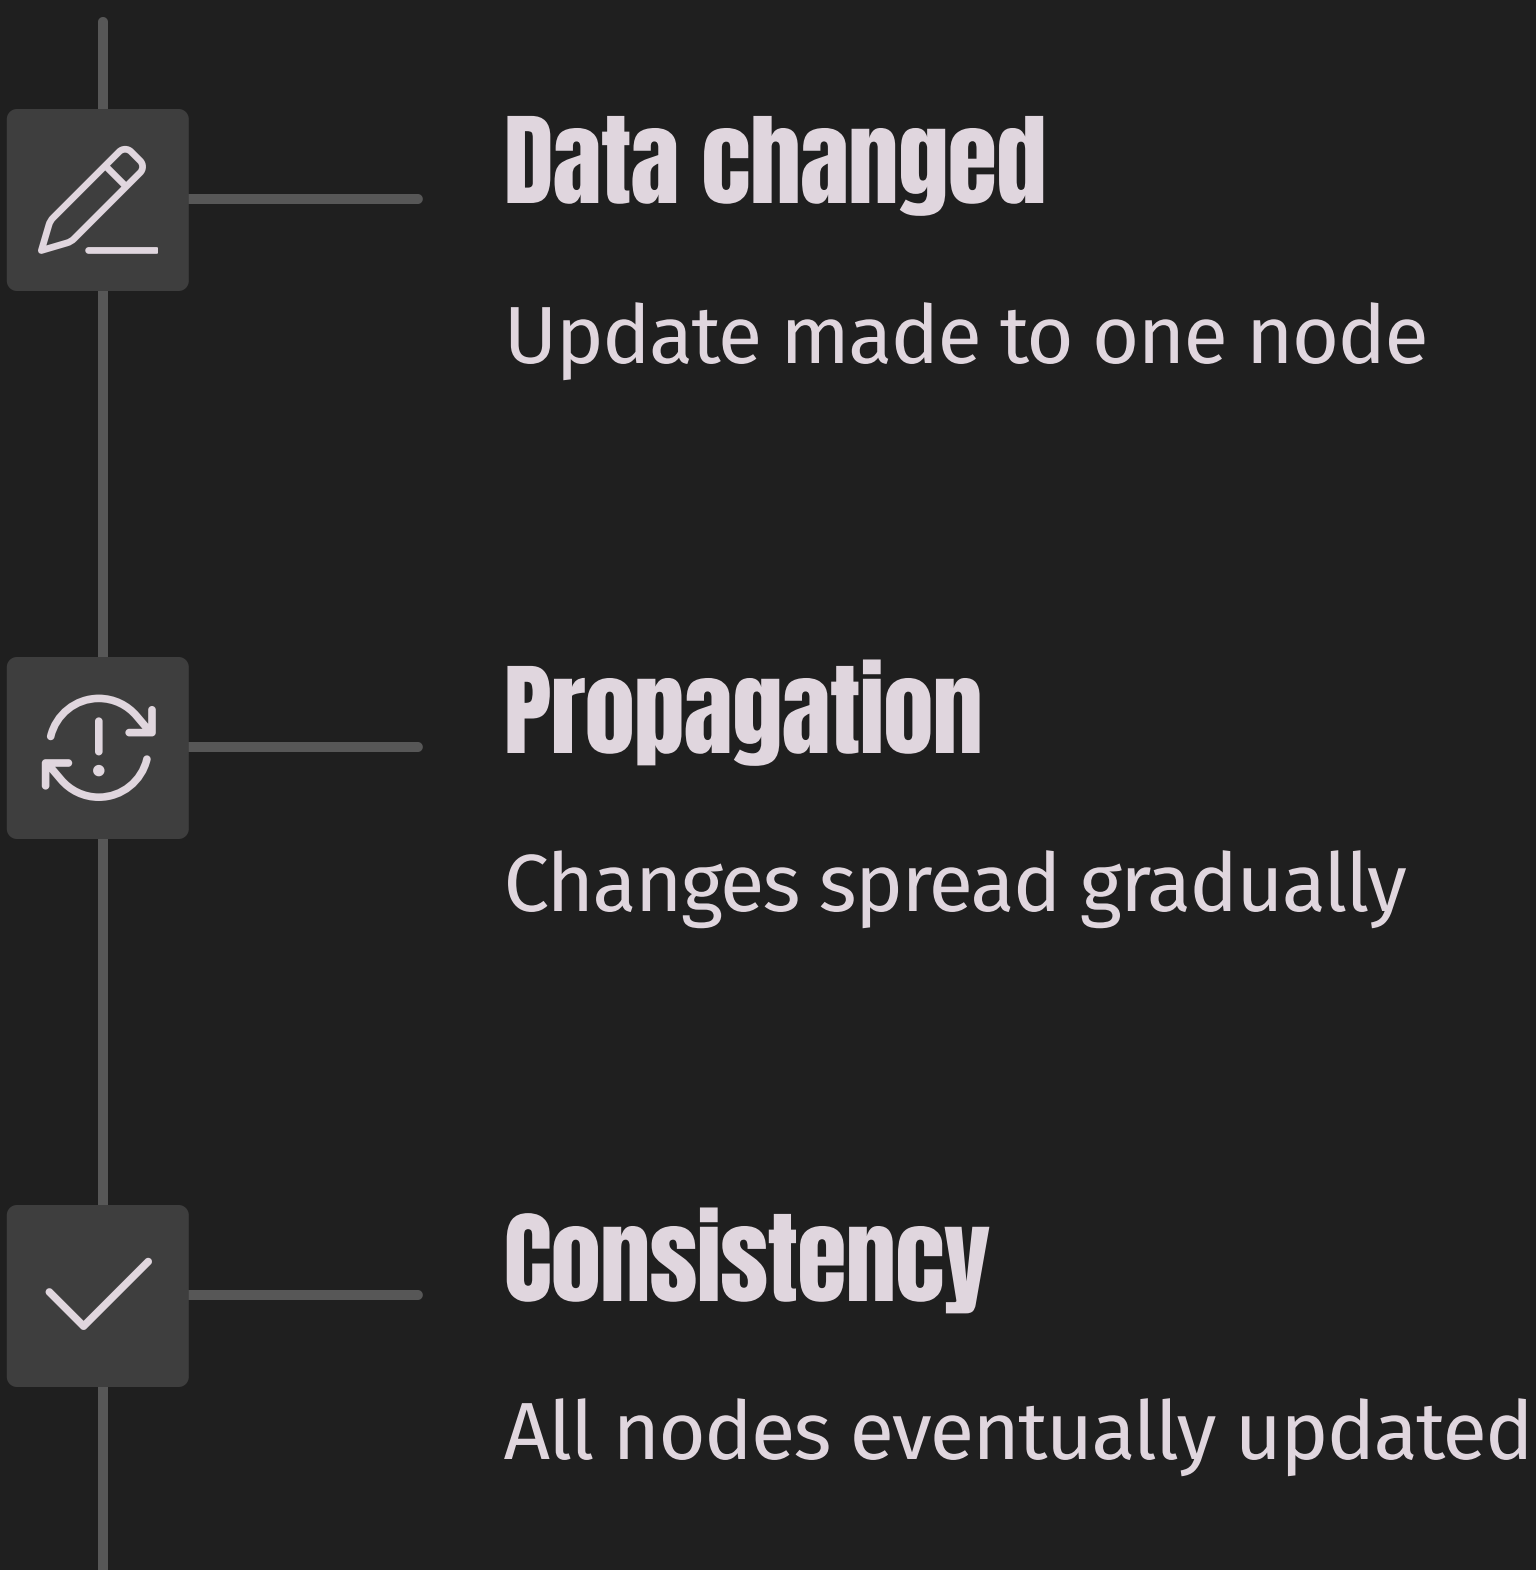 Data changed
Update made to one node
Propagation
Changes spread gradually
Consistency
All nodes eventually updated